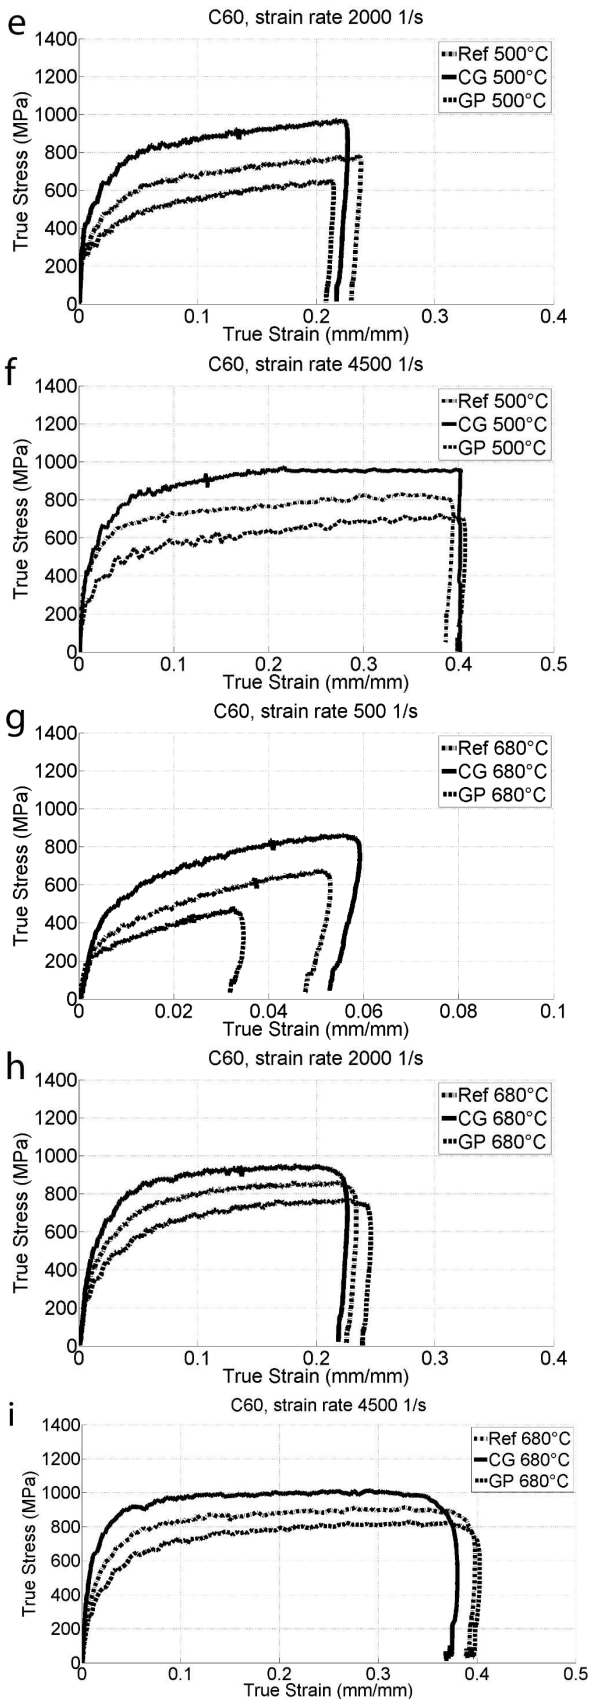 e
C60, strain rate 2000 1/s
1400
1200
1000
800
600
400
200
0
True Stress (MPa)
Ref 500°C
CG 500°C
GP 500°C
0 0.1 0.2 0.3 0.4
True Strain (mm/mm)
f
C60, strain rate 4500 1/s
1400
1200
1000
800
600
400
200
0
True Stress (MPa)
Ref 500°C
CG 500°C
GP 500°C
0 0.1 0.2 0.3 0.4 0.5
True Strain (mm/mm)
g
C60, strain rate 500 1/s
1400
1200
1000
800
600
400
200
0
True Stress (MPa)
Ref 680°C
CG 680°C
GP 680°C
0 0.02 0.04 0.06 0.08 0.1
True Strain (mm/mm)
h
C60, strain rate 2000 1/s
1400
1200
1000
800
600
400
200
0
True Stress (MPa)
Ref 680°C
CG 680°C
GP 680°C
0 0.1 0.2 0.3 0.4
True Strain (mm/mm)
i
C60, strain rate 4500 1/s
1400
1200
1000
800
600
400
200
0
True Stress (MPa)
Ref 680°C
CG 680°C
GP 680°C
0 0.1 0.2 0.3 0.4 0.5
True Strain (mm/mm)